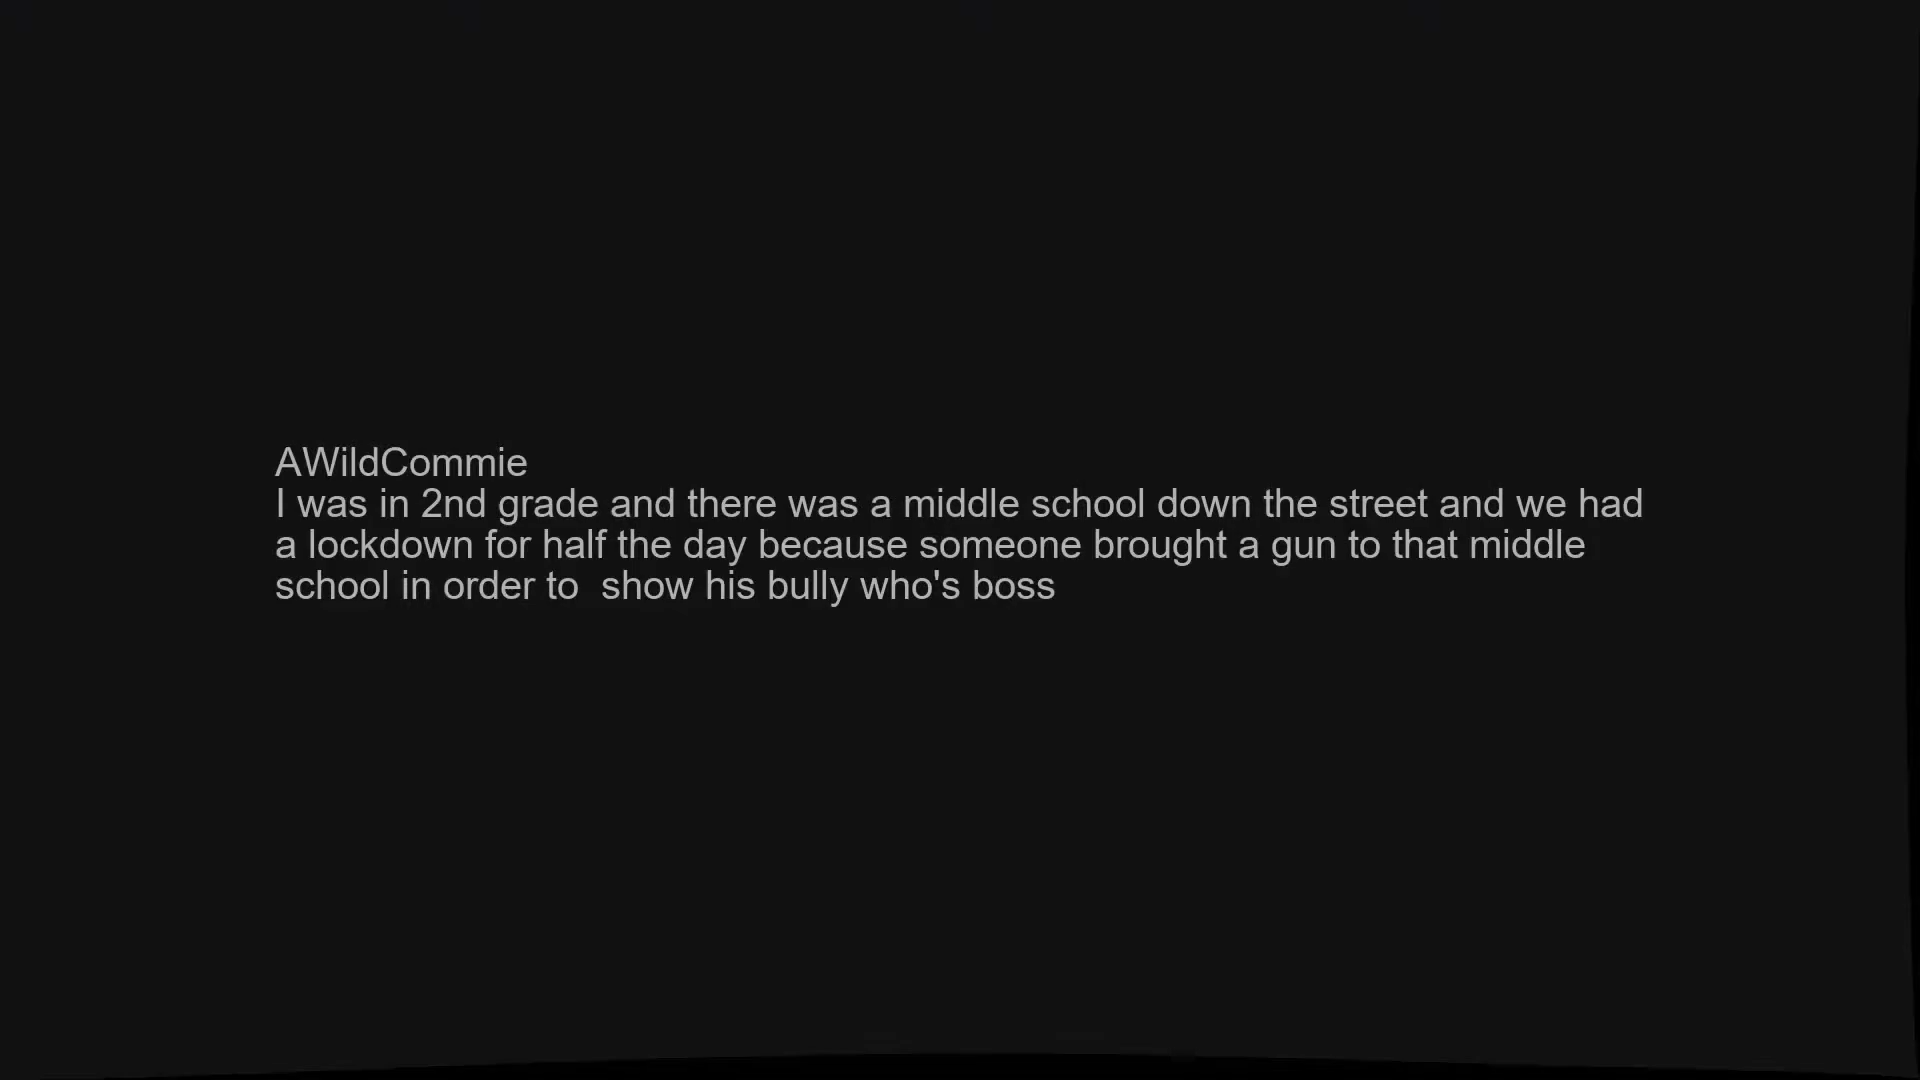 AWildCommie
I was in 2nd grade and there was a middle school down the street and we had
a lockdown for half the day because someone brought a gun to that middle
school in order to  show his bully who's boss